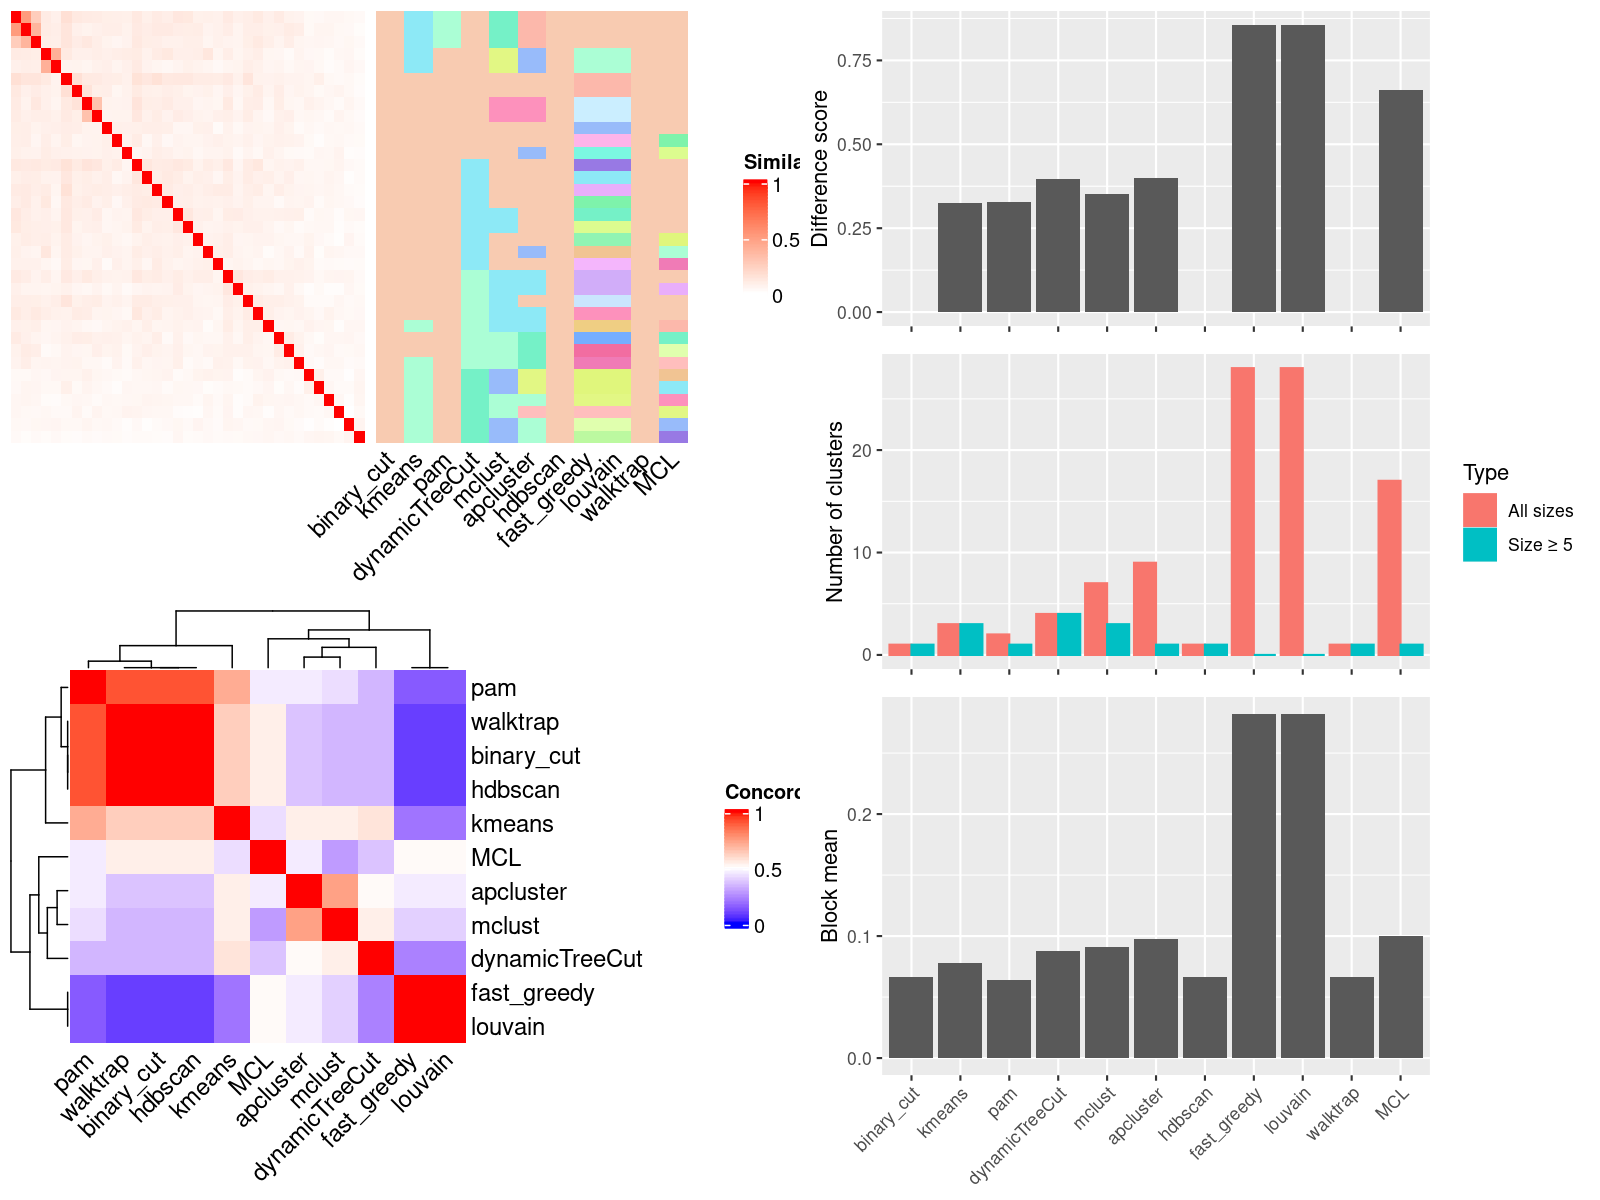 Simila
1
0.5
0
binary_cut
kmeans
pam
dynamicTreeCut
mclust
apcluster
hdbscan
fast_greedy
louvain
walktrap
MCL
Difference score
0.75
0.50
0.25
0.00
Number of clusters
20
10
0
Type
All sizes
Size ≥ 5
pam
walktrap
binary_cut
hdbscan
kmeans
MCL
apcluster
mclust
dynamicTreeCut
fast_greedy
louvain
pam
walktrap
binary_cut
hdbscan
kmeans
MCL
apcluster
mclust
dynamicTreeCut
fast_greedy
louvain
Concord
1
0.5
0
Block mean
0.2
0.1
0.0
binary_cut
kmeans
pam
dynamicTreeCut
mclust
apcluster
hdbscan
fast_greedy
louvain
walktrap
MCL